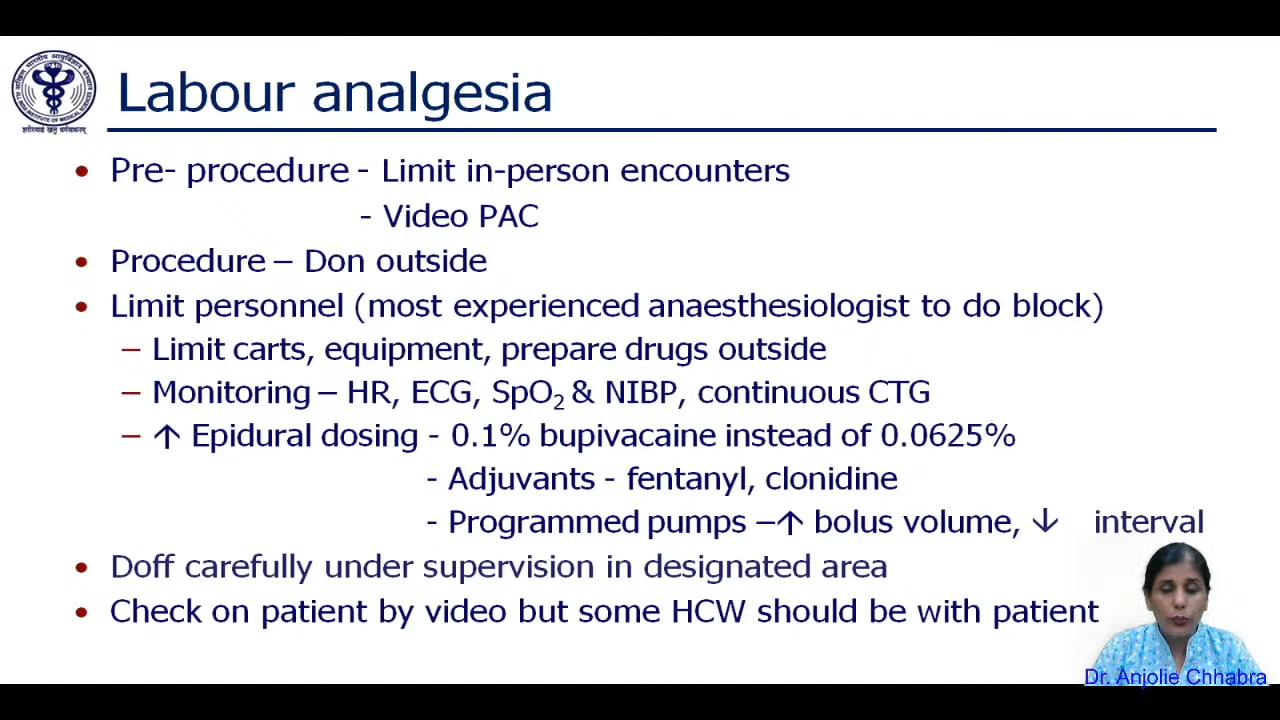 Labour analgesia
• Pre- procedure - Limit in-person encounters
- Video PAC
• Procedure – Don outside
• Limit personnel (most experienced anaesthesiologist to do block)
– Limit carts, equipment, prepare drugs outside
– Monitoring – HR, ECG, SpO₂ & NIBP, continuous CTG
– ↑ Epidural dosing - 0.1% bupivacaine instead of 0.0625%
- Adjuvants - fentanyl, clonidine
- Programmed pumps –↑ bolus volume, ↓ interval
• Doff carefully under supervision in designated area
• Check on patient by video but some HCW should be with patient
Dr. Anjolie Chhabra